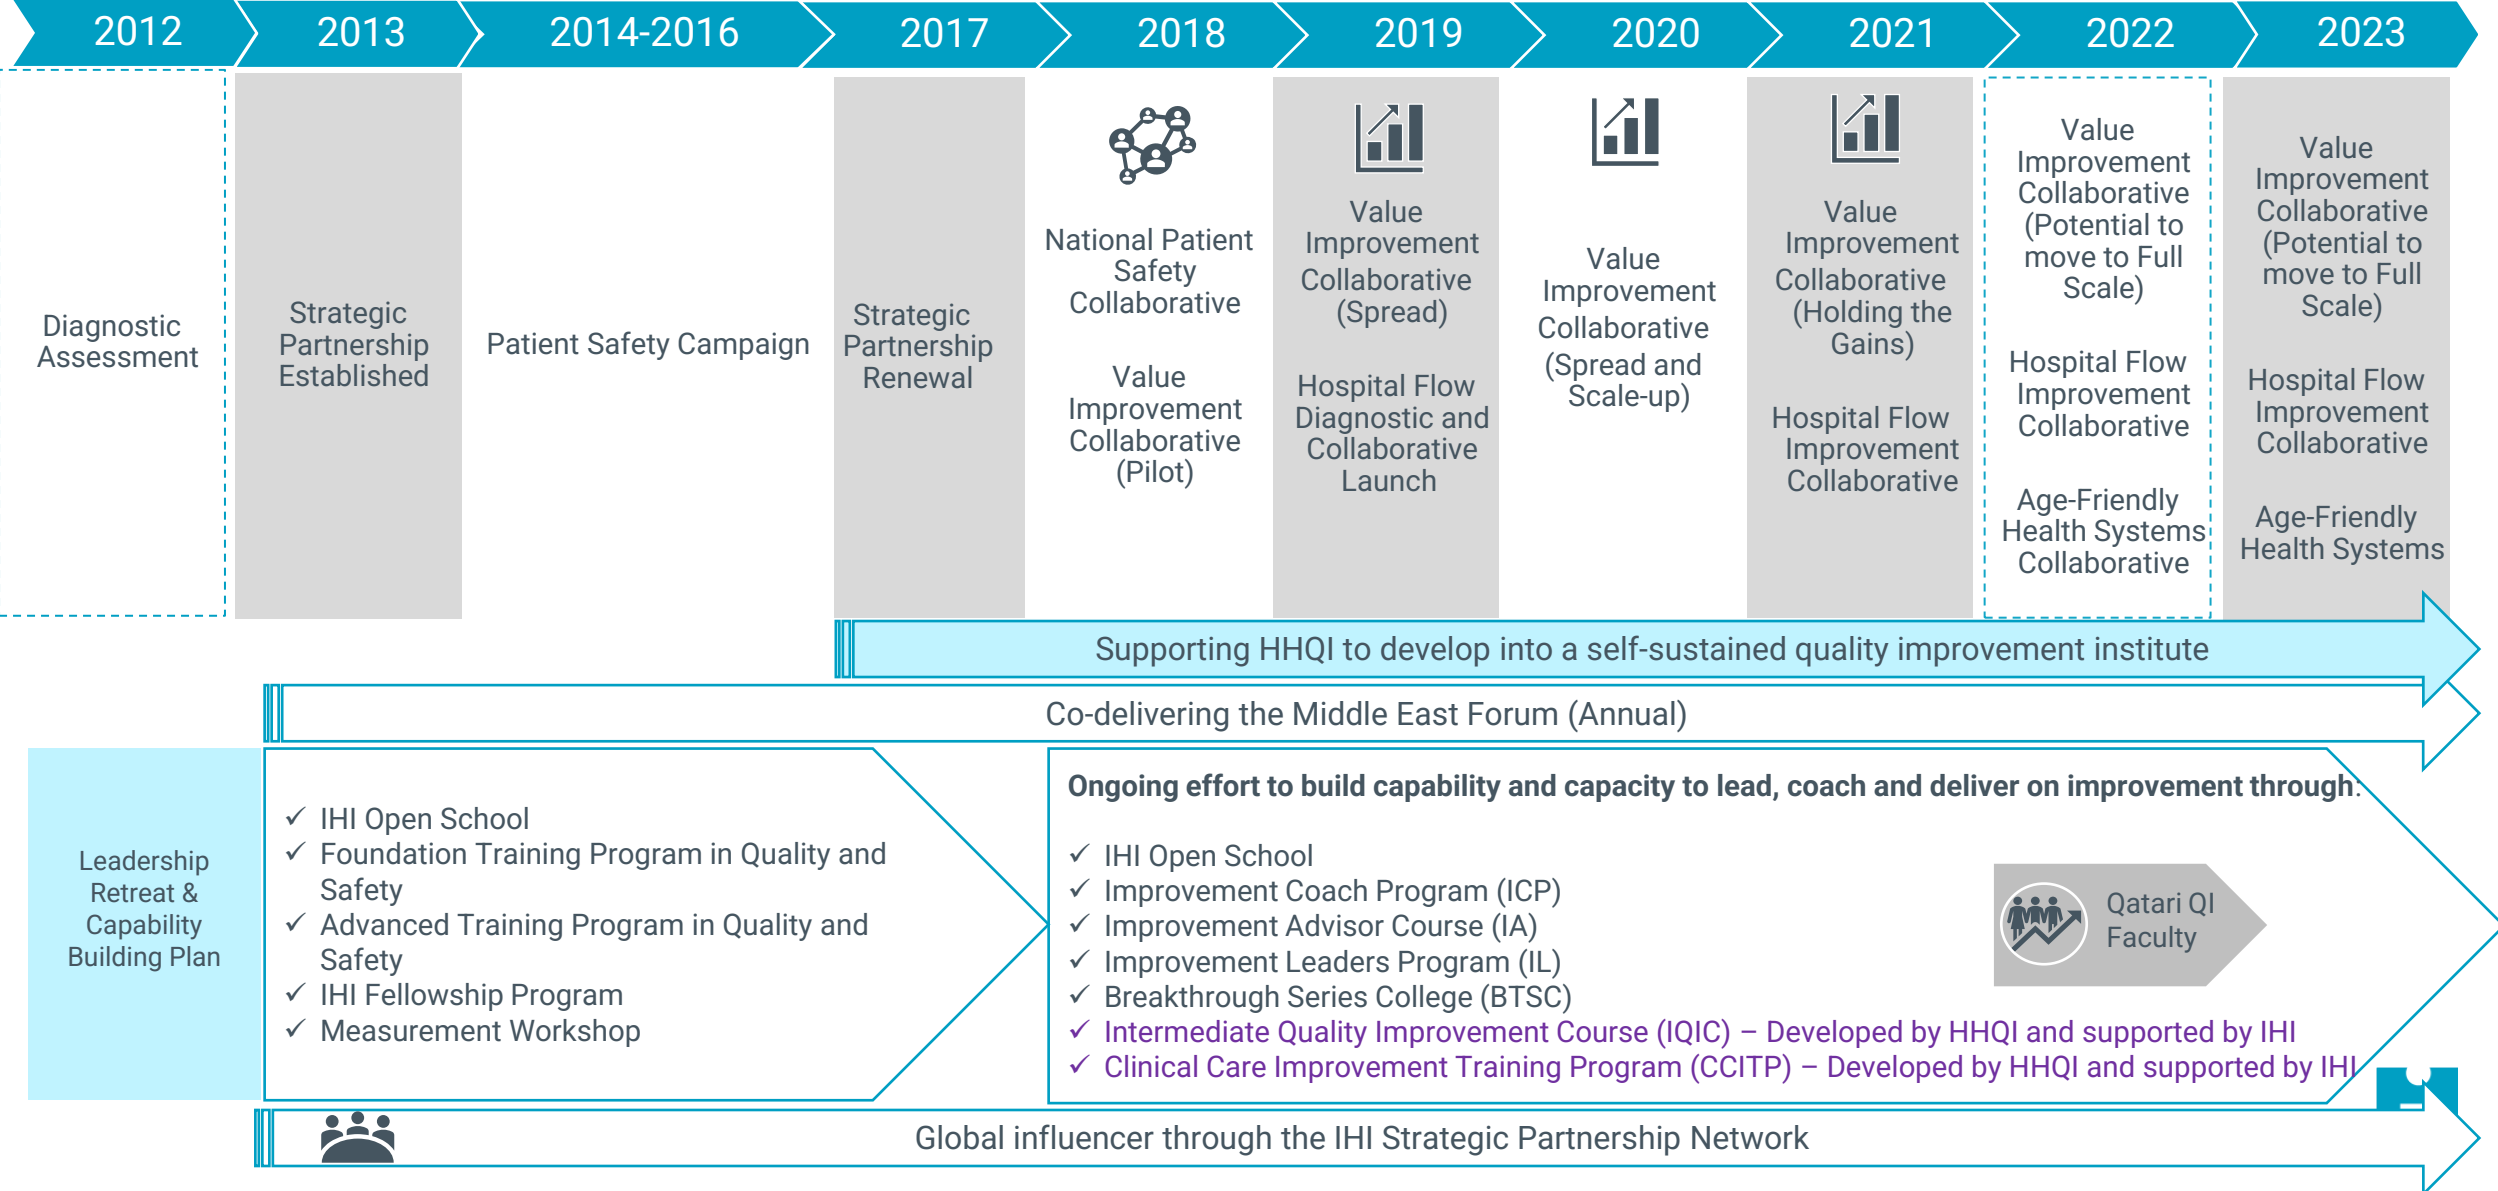 2012
2013
2014-2016
2017
2018
2019
2020
2021
2022
2023
Diagnostic
Assessment
Strategic
Partnership
Established
Patient Safety Campaign
Strategic
Partnership
Renewal
National Patient
Safety
Collaborative
Value
Improvement
Collaborative
(Pilot)
Value
Improvement
Collaborative
(Spread)
Hospital Flow
Diagnostic and
Collaborative
Launch
Value
Improvement
Collaborative
(Spread and
Scale-up)
Value
Improvement
Collaborative
(Holding the
Gains)
Hospital Flow
Improvement
Collaborative
Value
Improvement
Collaborative
(Potential to
move to Full
Scale)
Hospital Flow
Improvement
Collaborative
Age-Friendly
Health Systems
Collaborative
Value
Improvement
Collaborative
(Potential to
move to Full
Scale)
Hospital Flow
Improvement
Collaborative
Age-Friendly
Health Systems
Supporting HHQI to develop into a self-sustained quality improvement institute
Co-delivering the Middle East Forum (Annual)
Leadership
Retreat &
Capability
Building Plan
✓ IHI Open School
✓ Foundation Training Program in Quality and
Safety
✓ Advanced Training Program in Quality and
Safety
✓ IHI Fellowship Program
✓ Measurement Workshop
Ongoing effort to build capability and capacity to lead, coach and deliver on improvement through:
✓ IHI Open School
✓ Improvement Coach Program (ICP)
✓ Improvement Advisor Course (IA)
✓ Improvement Leaders Program (IL)
✓ Breakthrough Series College (BTSC)
✓ Intermediate Quality Improvement Course (IQIC) – Developed by HHQI and supported by IHI
✓ Clinical Care Improvement Training Program (CCITP) – Developed by HHQI and supported by IHI
Qatari QI
Faculty
Global influencer through the IHI Strategic Partnership Network